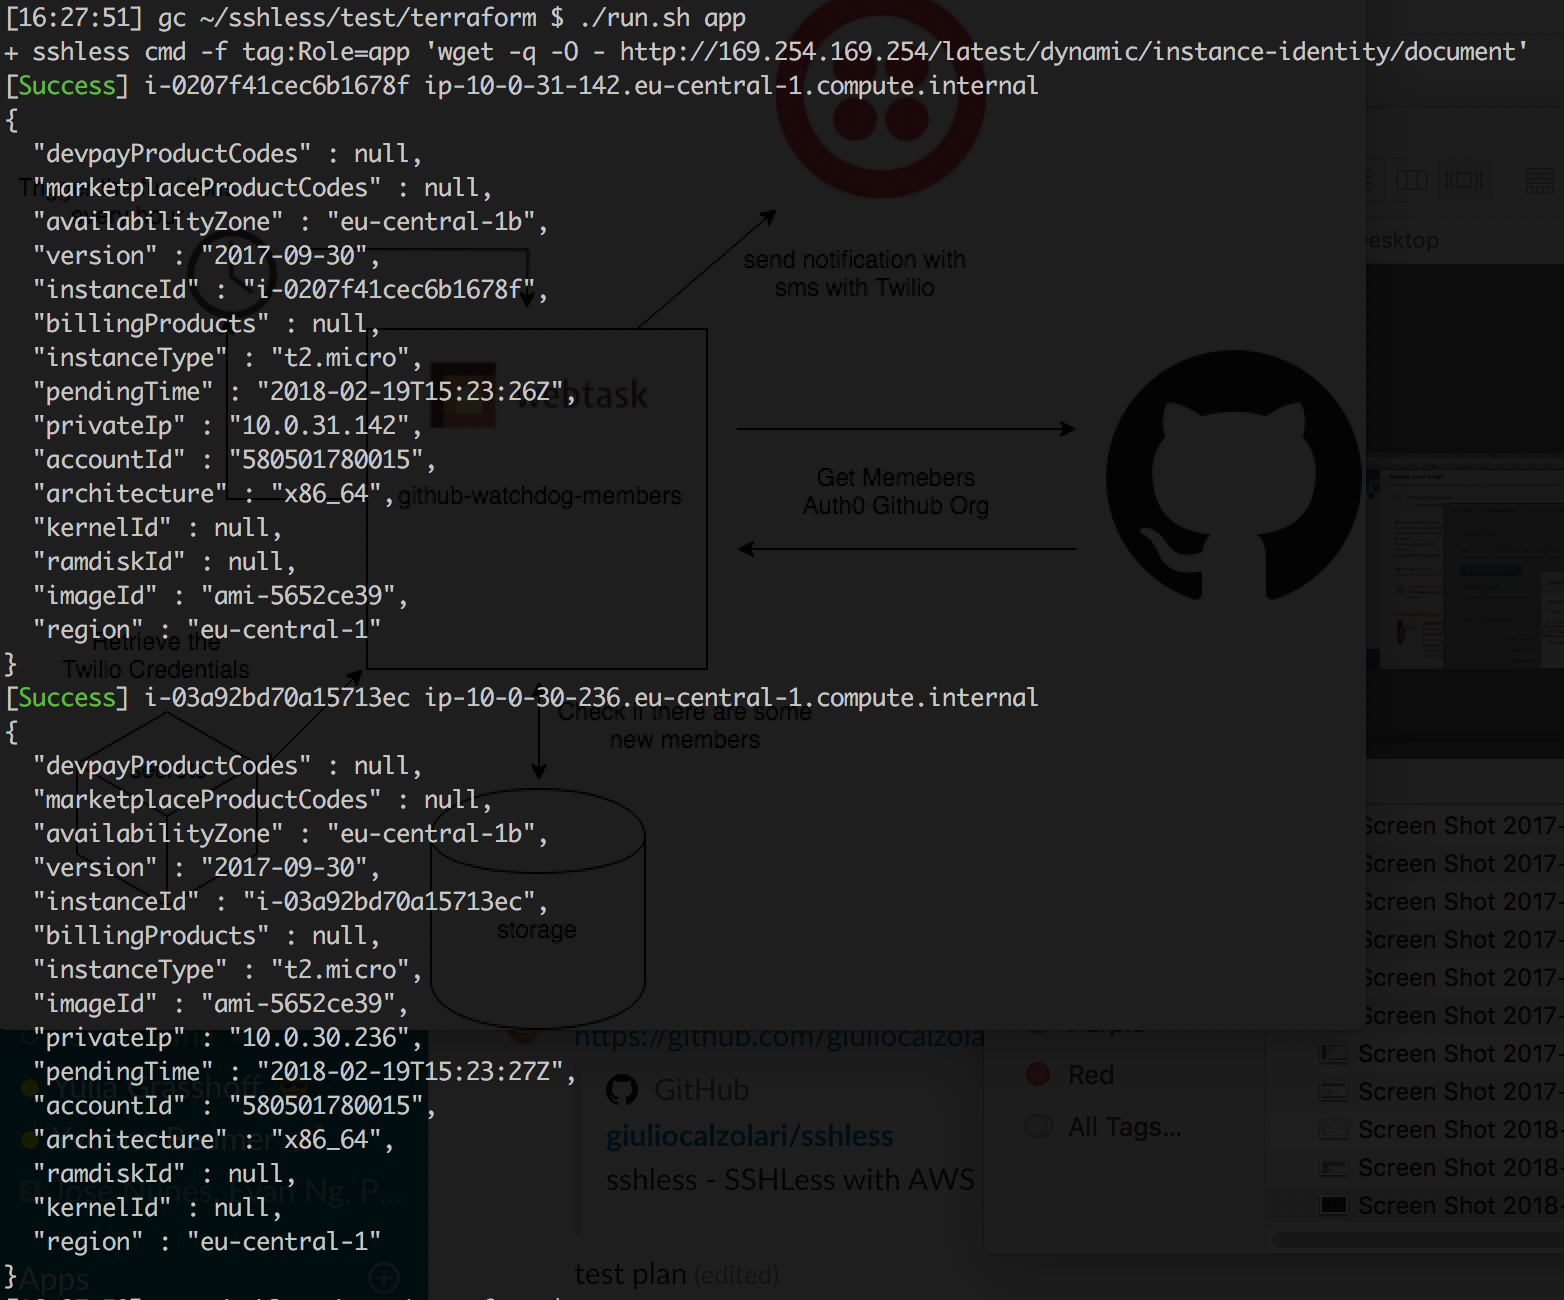 [16:27:51] gc ~/sshless/test/terraform $ ./run.sh app
+ sshless cmd -f tag:Role=app 'wget -q -O - http://169.254.169.254/latest/dynamic/instance-identity/document'
[Success] i-0207f41cec6b1678f ip-10-0-31-142.eu-central-1.compute.internal
{
"devpayProductCodes" : null,
"marketplaceProductCodes" : null,
"availabilityZone" : "eu-central-1b",
"version" : "2017-09-30",
"instanceId" : "i-0207f41cec6b1678f",
"billingProducts" : null,
"instanceType" : "t2.micro",
"pendingTime" : "2018-02-19T15:23:26Z",
"privateIp" : "10.0.31.142",
"accountId" : "580501780015",
"architecture" : "x86_64",
"kernelId" : null,
"ramdiskId" : null,
"imageId" : "ami-5652ce39",
"region" : "eu-central-1"
}
[Success] i-03a92bd70a15713ec ip-10-0-30-236.eu-central-1.compute.internal
{
"devpayProductCodes" : null,
"marketplaceProductCodes" : null,
"availabilityZone" : "eu-central-1b",
"version" : "2017-09-30",
"instanceId" : "i-03a92bd70a15713ec",
"billingProducts" : null,
"instanceType" : "t2.micro",
"imageId" : "ami-5652ce39",
"privateIp" : "10.0.30.236",
"pendingTime" : "2018-02-19T15:23:27Z",
"accountId" : "580501780015",
"architecture" : "x86_64",
"ramdiskId" : null,
"kernelId" : null,
"region" : "eu-central-1"
}
send notification with
sms with Twilio
github-watchdog-members
Get Memebers
Auth0 Github Org
Retrieve the
Twilio Credentials
Check if there are some
new members
storage
https://github.com/giuliocalzola
GitHub
giuliocalzolari/sshless
sshless - SSHLess with AWS
test plan (edited)
Apps
Yulia Grasshoff
Red
All Tags...
esktop
Screen Shot 2017-
Screen Shot 2017-
Screen Shot 2017-
Screen Shot 2017-
Screen Shot 2017-
Screen Shot 2017-
Screen Shot 2017-
Screen Shot 2017-
Screen Shot 2018-
Screen Shot 2018-
Screen Shot 2018-